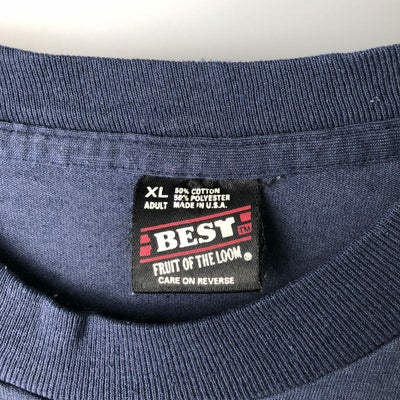 XL 50% COTTON
50% POLYESTER
ADULT MADE IN U.S.A.
BEST TM
FRUIT OF THE LOOM ®
CARE ON REVERSE